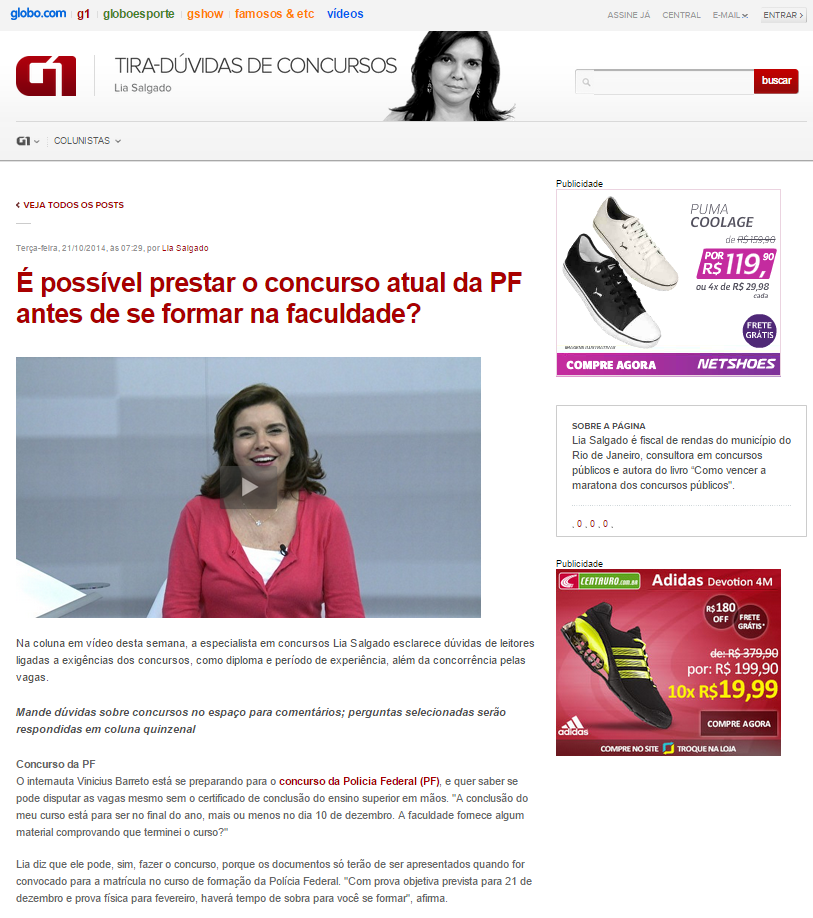 globo.com g1 globoesporte gshow famosos & etc vídeos
ASSINE JÁ CENTRAL E-MAIL ENTRAR
G1
TIRA-DÚVIDAS DE CONCURSOS
Lia Salgado
buscar
G1 COLUNISTAS
VEJA TODOS OS POSTS
Terça-feira, 21/10/2014, às 07:29, por Lia Salgado
É possível prestar o concurso atual da PF
antes de se formar na faculdade?
Na coluna em vídeo desta semana, a especialista em concursos Lia Salgado esclarece dúvidas de leitores
ligadas a exigências dos concursos, como diploma e período de experiência, além da concorrência pelas
vagas.
Mande dúvidas sobre concursos no espaço para comentários; perguntas selecionadas serão
respondidas em coluna quinzenal
Concurso da PF
O internauta Vinicius Barreto está se preparando para o concurso da Policia Federal (PF), e quer saber se
pode disputar as vagas mesmo sem o certificado de conclusão do ensino superior em mãos. "A conclusão do
meu curso está para ser no final do ano, mais ou menos no dia 10 de dezembro. A faculdade fornece algum
material comprovando que terminei o curso?"
Lia diz que ele pode, sim, fazer o concurso, porque os documentos só terão de ser apresentados quando for
convocado para a matrícula no curso de formação da Polícia Federal. "Com prova objetiva prevista para 21 de
dezembro e prova física para fevereiro, haverá tempo de sobra para você se formar", afirma.
Publicidade
PUMA
COOLAGE
de R$ 159,90
POR
R$ 119,90
ou 4x de R$ 29,98
cada
FRETE
GRÁTIS
IMAGENS ILUSTRATIVAS
COMPRE AGORA NETSHOES
SOBRE A PÁGINA
Lia Salgado é fiscal de rendas do município do
Rio de Janeiro, consultora em concursos
públicos e autora do livro “Como vencer a
maratona dos concursos públicos".
, 0 , 0 , 0 ,
Publicidade
CENTAURO.COM.BR Adidas Devotion 4M
R$180
OFF
FRETE
GRÁTIS*
de: R$ 379,90
por: R$ 199,90
10x R$19,99
adidas
COMPRE AGORA
COMPRE NO SITE TROQUE NA LOJA